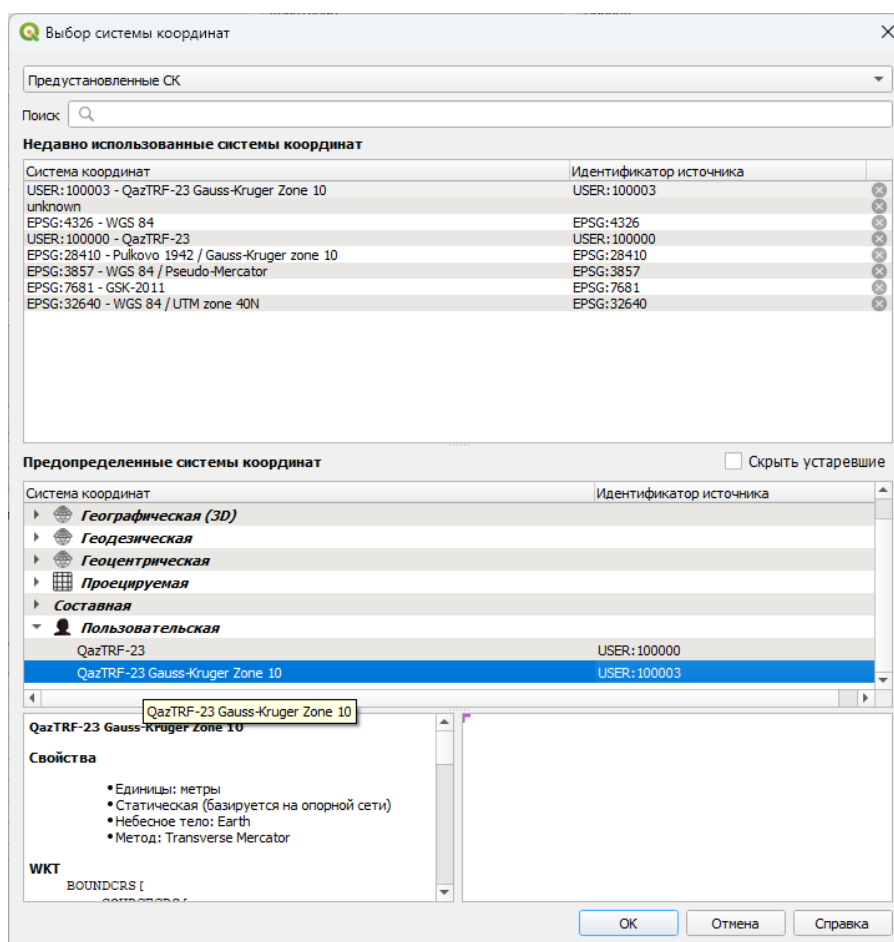 Выбор системы координат
Предустановленные СК
Поиск
Недавно использованные системы координат
Система координат Идентификатор источника
USER:100003 - QazTRF-23 Gauss-Kruger Zone 10 USER:100003
unknown
EPSG:4326 - WGS 84 EPSG:4326
USER:100000 - QazTRF-23 USER:100000
EPSG:28410 - Pulkovo 1942 / Gauss-Kruger zone 10 EPSG:28410
EPSG:3857 - WGS 84 / Pseudo-Mercator EPSG:3857
EPSG:7681 - GSK-2011 EPSG:7681
EPSG:32640 - WGS 84 / UTM zone 40N EPSG:32640
Предопределенные системы координат Скрыть устаревшие
Система координат Идентификатор источника
Географическая (3D)
Геодезическая
Геоцентрическая
Проецируемая
Составная
Пользовательская
QazTRF-23 USER:100000
QazTRF-23 Gauss-Kruger Zone 10 USER:100003
QazTRF-23 Gauss-Kruger Zone 10
QazTRF-23 Gauss-Kruger Zone 10
Свойства
• Единицы: метры
• Статическая (базируется на опорной сети)
• Небесное тело: Earth
• Метод: Transverse Mercator
WKT
BOUNDCRS[
OK Отмена Справка